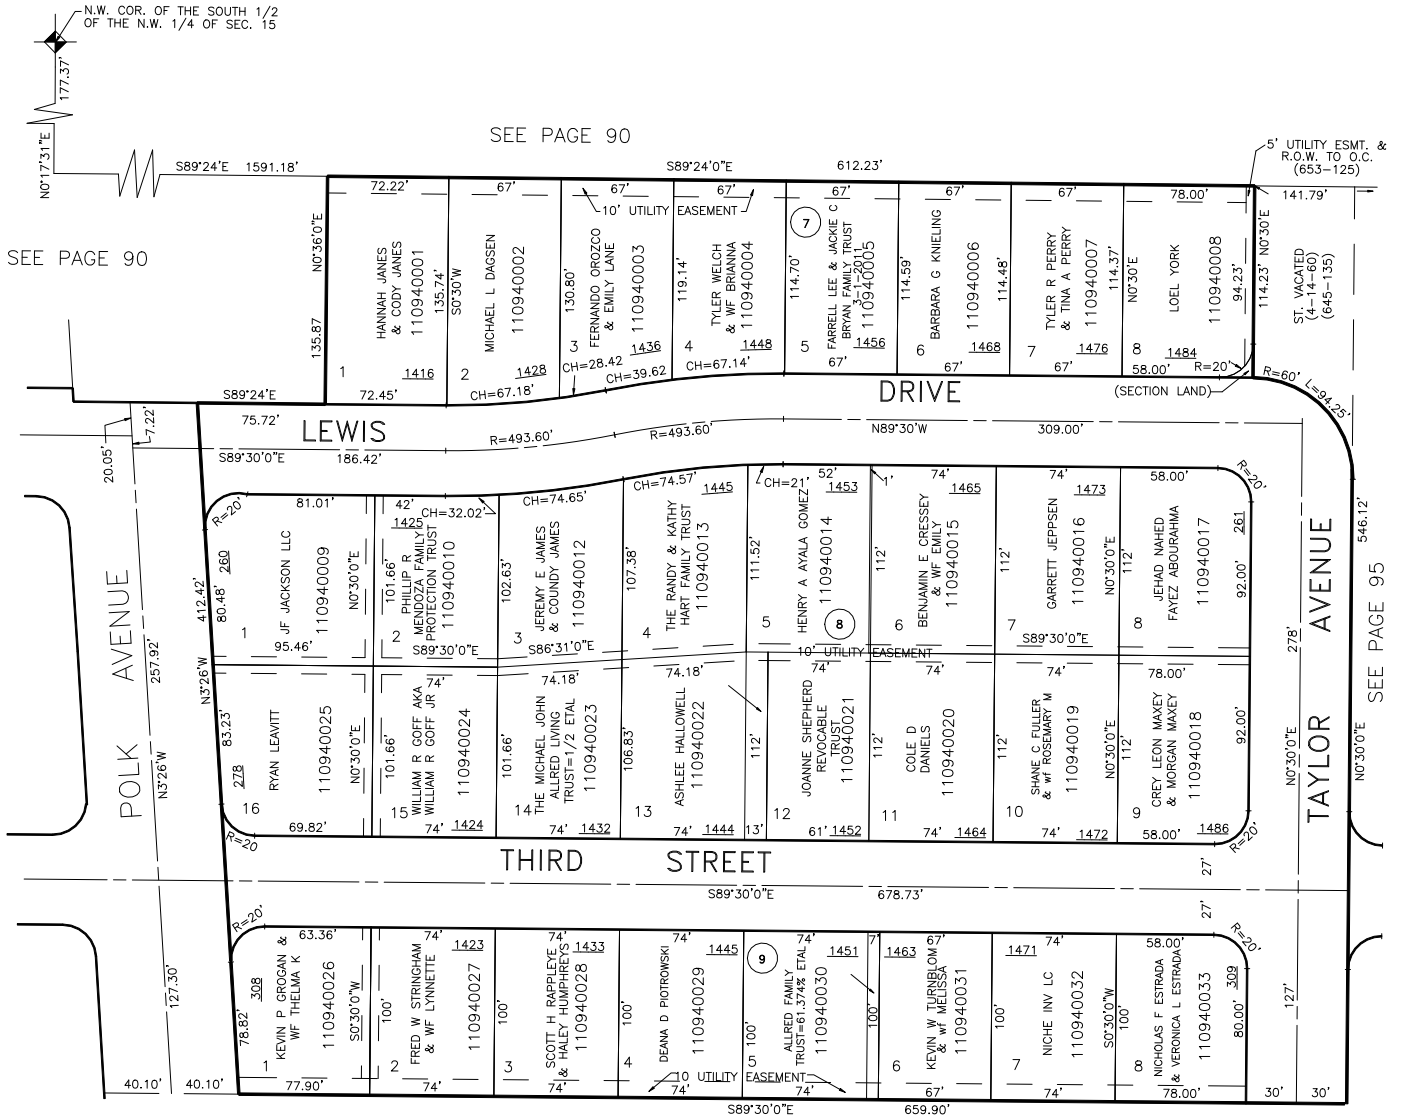 N.W. COR. OF THE SOUTH 1/2
OF THE N.W. 1/4 OF SEC. 15
177.37'
N0°17'31"E
SEE PAGE 90
SEE PAGE 90
S89°24'E 1591.18'
S89°24'0"E 612.23'
5' UTILITY ESMT. &
R.O.W. TO O.C.
(653-125)
141.79'
72.22'
67'
67'
67'
67'
67'
67'
78.00'
10' UTILITY EASEMENT
7
N0°36'0"E
135.87
HANNAH JANES
& CODY JANES
110940001
135.74'
S0°30'W
1
1416
72.45'
MICHAEL L DAGSEN
110940002
130.80'
2
1428
CH=67.18'
FERNANDO OROZCO
& EMILY LANE
110940003
119.14'
3
1436
CH=28.42
CH=39.62
TYLER WELCH
& WF BRIANNA
110940004
114.70'
4
1448
CH=67.14'
FARRELL LEE & JACKIE C
BRYAN FAMILY TRUST
3-1-2011
110940005
114.59'
5
1456
67'
BARBARA G KNIELING
110940006
114.48'
6
1468
67'
TYLER R PERRY
& TINA A PERRY
110940007
114.37'
N0°30'E
7
1476
67'
LOEL YORK
110940008
94.23'
8
1484
58.00'
R=20'
114.23'
N0°30'E
ST. VACATED
(4-14-60)
(645-135)
(SECTION LAND)
R=60'
L=94.25'
S89°24'E
75.72'
7.22'
20.05'
LEWIS DRIVE
S89°30'0"E 186.42'
R=493.60'
R=493.60'
N89°30'W 309.00'
546.12'
81.01'
42'
CH=32.02'
CH=74.65'
CH=74.57'
CH=21'
52'
1'
74'
74'
58.00'
R=20'
R=20'
412.42'
80.48'
260
1
JF JACKSON LLC
110940009
N0°30'0"E
95.46'
1425
101.66'
2
PHILLIP R
MENDOZA FAMILY
PROTECTION TRUST
110940010
S89°30'0"E
102.63'
3
JEREMY E JAMES
& COUNDY JAMES
110940012
S86°31'0"E
107.38'
4
1445
THE RANDY & KATHY
HART FAMILY TRUST
110940013
111.52'
5
1453
HENRY A AYALA GOMEZ
110940014
8
112'
6
1465
BENJAMIN E CRESSEY
& WF EMILY
110940015
112'
7
1473
GARRETT JEPPSEN
110940016
N0°30'0"E
S89°30'0"E
112'
8
JEHAD NAHED
FAYEZ ABOURAHMA
110940017
261
92.00'
10' UTILITY EASEMENT
POLK AVENUE
257.92'
N3°26'W
N3°26'W
TAYLOR AVENUE
278'
N0°30'0"E
N0°30'0"E
SEE PAGE 95
83.23'
278
16
RYAN LEAVITT
110940025
N0°30'0"E
69.82'
R=20
74'
101.66'
15
WILLIAM R GOFF AKA
WILLIAM R GOFF JR
110940024
74'
1424
74.18'
101.66'
14
THE MICHAEL JOHN
ALLRED LIVING
TRUST=1/2 ETAL
110940023
74'
1432
74.18'
106.83'
13
ASHLEE HALLOWELL
110940022
74'
1444
13'
74'
112'
12
JOANNE SHEPHERD
REVOCABLE
TRUST
110940021
61'
1452
74'
112'
11
COLE D
DANIELS
110940020
74'
1464
112'
10
SHANE C FULLER
& wf ROSEMARY M
110940019
N0°30'0"E
74'
1472
78.00'
112'
9
CREY LEON MAXEY
& MORGAN MAXEY
110940018
92.00'
58.00'
1486
R=20'
THIRD STREET
S89°30'0"E 678.73'
27'
27'
R=20'
63.36'
74'
74'
74'
74'
7'
67'
74'
58.00'
R=20'
127.30'
78.82'
308
1
KEVIN P GROGAN &
WF THELMA K
110940026
S0°30'0"W
77.90'
1423
100'
2
FRED W STRINGHAM
& WF LYNNETTE
110940027
74'
1433
100'
3
SCOTT H RAPPLEYE
& HALEY HUMPHREYS
110940028
74'
1445
100'
4
DEANA D PIOTROWSKI
110940029
74'
9
1451
100'
5
ALLRED FAMILY
TRUST=61.374% ETAL
110940030
74'
1463
100'
6
KEVIN W TURNBLOM
& wf MELISSA
110940031
74'
1471
100'
7
NICHE INV LC
110940032
S0°30'0"W
74'
100'
8
NICHOLAS F ESTRADA
& VERONICA L ESTRADA
110940033
309
80.00'
78.00'
127'
10 UTILITY EASEMENT
40.10'
40.10'
30'
30'
S89°30'0"E 659.90'